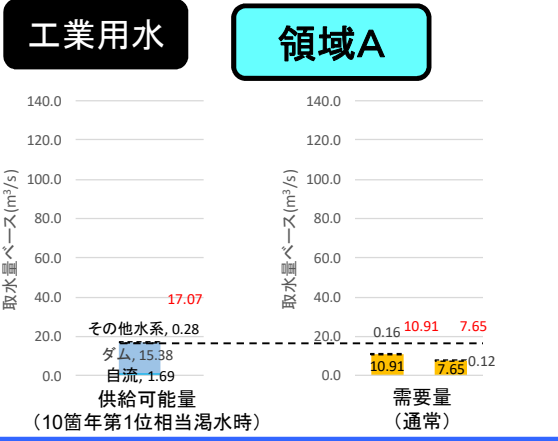 工業用水
領域A
140.0
120.0
100.0
80.0
60.0
40.0
20.0
0.0
取水量ベース(m³/s)
17.07
その他水系, 0.28
ダム, 15.38
自流, 1.69
供給可能量
（10箇年第1位相当渇水時）
140.0
120.0
100.0
80.0
60.0
40.0
20.0
0.0
取水量ベース(m³/s)
0.16 10.91 7.65
10.91
7.65
0.12
需要量
（通常）